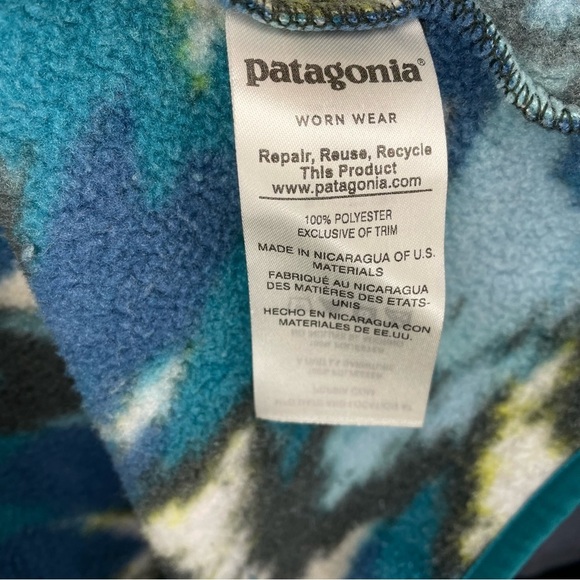 patagonia®
WORN WEAR
Repair, Reuse, Recycle
This Product
www.patagonia.com
100% POLYESTER
EXCLUSIVE OF TRIM
MADE IN NICARAGUA OF U.S.
MATERIALS
FABRIQUÉ AU NICARAGUA
DES MATIÈRES DES ETATS-
UNIS
HECHO EN NICARAGUA CON
MATERIALES DE EE.UU.